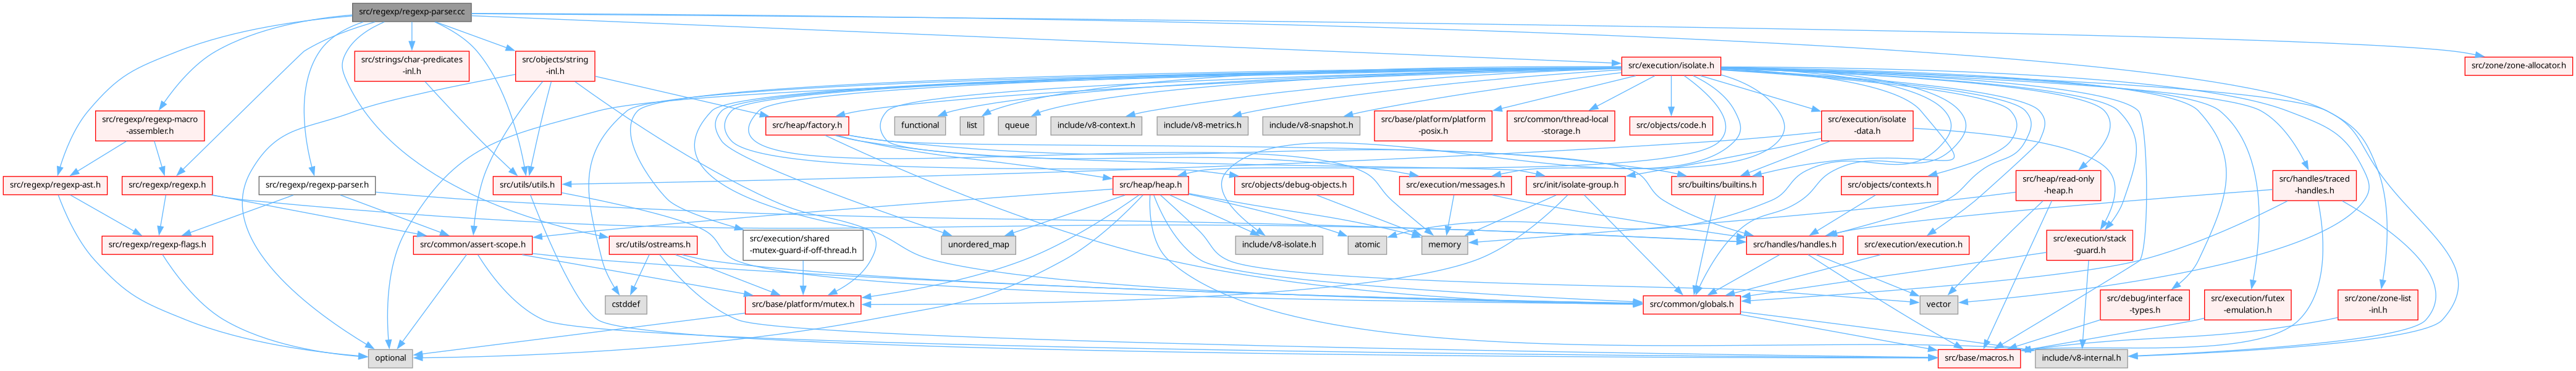 src/regexp/regexp-parser.cc
src/strings/char-predicates
-inl.h
src/objects/string
-inl.h
src/execution/isolate.h
src/zone/zone-allocator.h
src/regexp/regexp-macro
-assembler.h
src/heap/factory.h
functional
list
queue
include/v8-context.h
include/v8-metrics.h
include/v8-snapshot.h
src/base/platform/platform
-posix.h
src/common/thread-local
-storage.h
src/objects/code.h
src/execution/isolate
-data.h
src/regexp/regexp-ast.h
src/regexp/regexp.h
src/regexp/regexp-parser.h
src/utils/utils.h
src/heap/heap.h
src/objects/debug-objects.h
src/execution/messages.h
src/init/isolate-group.h
src/builtins/builtins.h
src/objects/contexts.h
src/heap/read-only
-heap.h
src/handles/traced
-handles.h
src/regexp/regexp-flags.h
src/common/assert-scope.h
src/utils/ostreams.h
src/execution/shared
-mutex-guard-if-off-thread.h
unordered_map
include/v8-isolate.h
atomic
memory
src/handles/handles.h
src/execution/execution.h
src/execution/stack
-guard.h
cstddef
src/base/platform/mutex.h
src/common/globals.h
vector
src/debug/interface
-types.h
src/execution/futex
-emulation.h
src/zone/zone-list
-inl.h
optional
src/base/macros.h
include/v8-internal.h